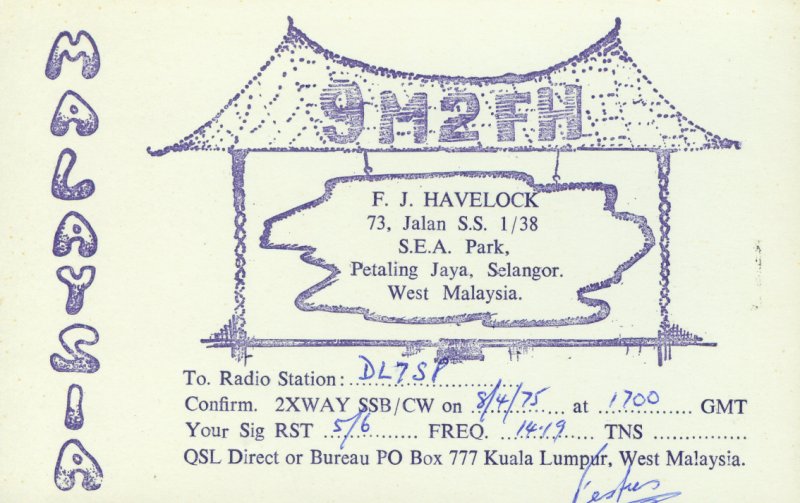 MALAYSIA
9M2FH
F. J. HAVELOCK
73, Jalan S.S. 1/38
S.E.A. Park,
Petaling Jaya, Selangor.
West Malaysia.
To. Radio Station: DL7SP
Confirm. 2XWAY SSB/CW on 8/4/75 at 1700 GMT
Your Sig RST 5/6 FREQ. 14.19 TNS
QSL Direct or Bureau PO Box 777 Kuala Lumpur, West Malaysia.